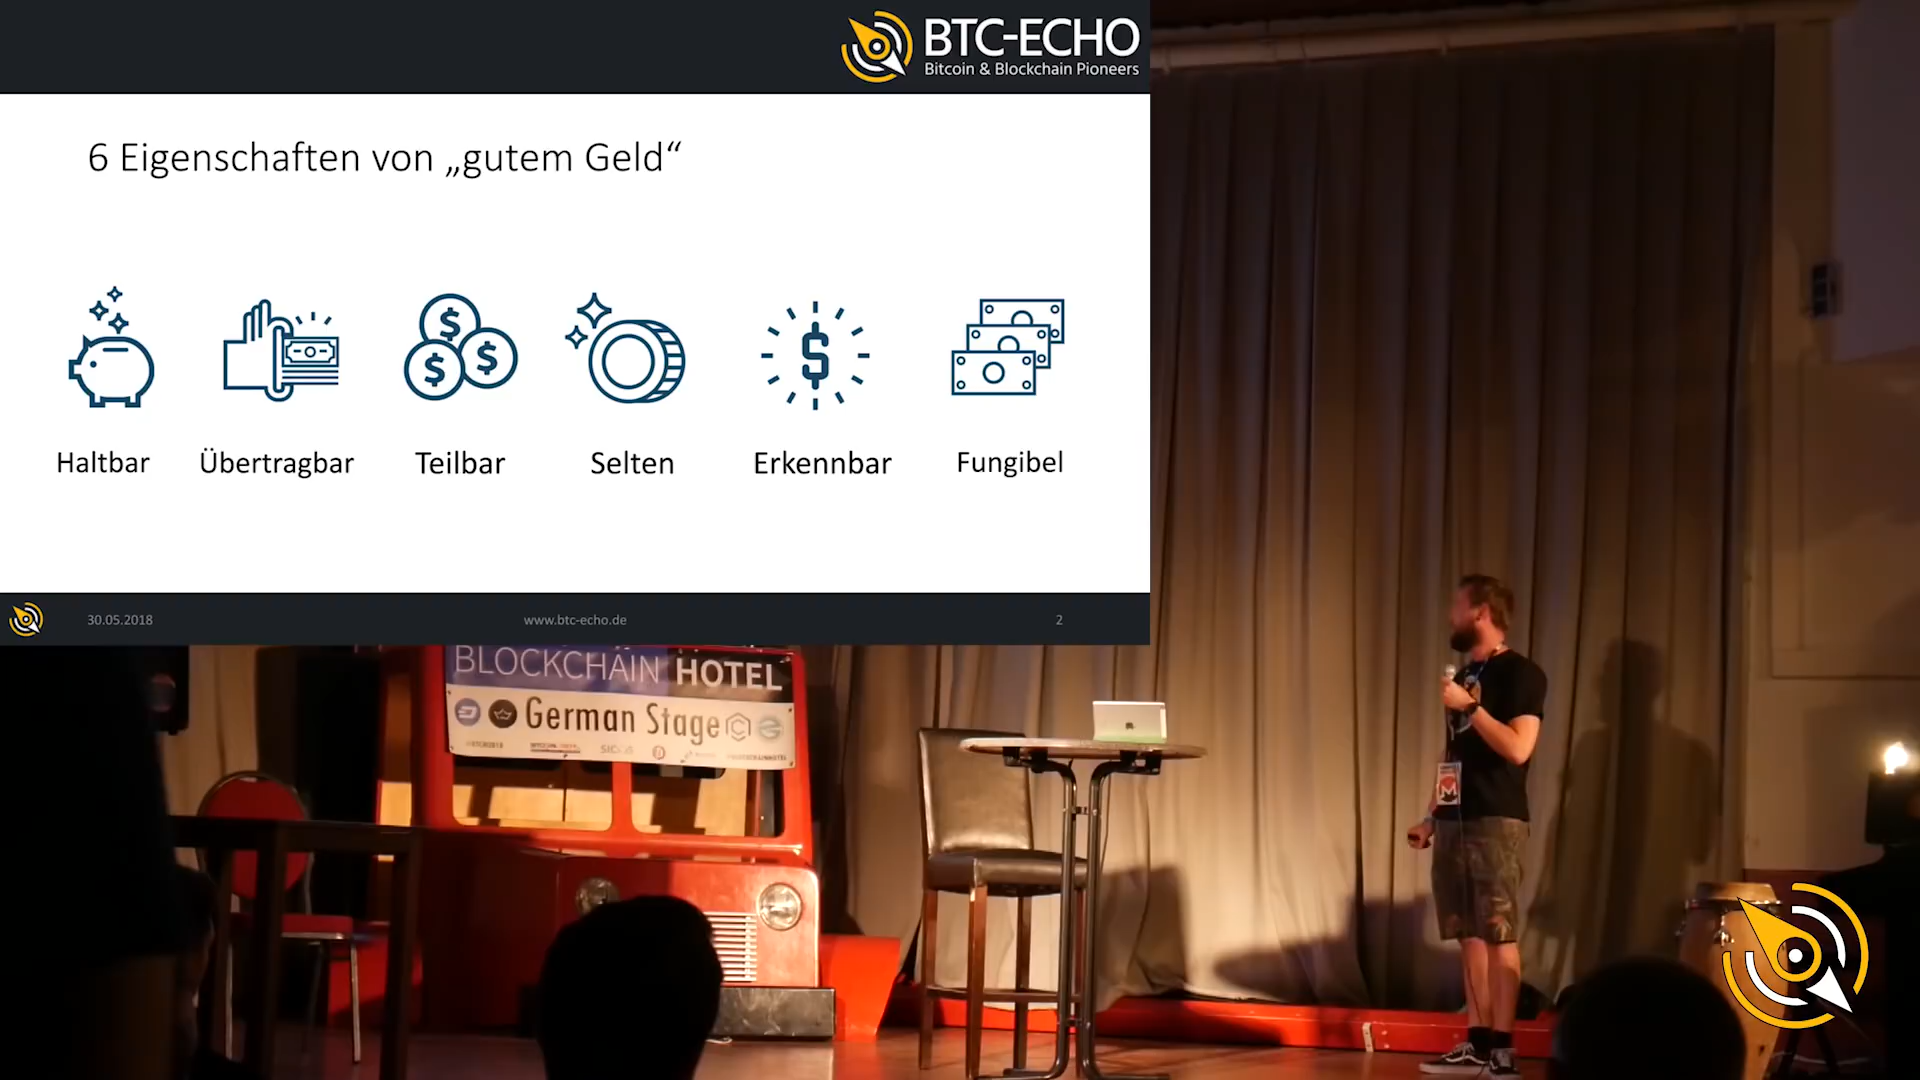 BTC-ECHO
Bitcoin & Blockchain Pioneers
6 Eigenschaften von „gutem Geld“
Haltbar
Übertragbar
Teilbar
Selten
Erkennbar
Fungibel
30.05.2018
www.btc-echo.de
2
BLOCKCHAIN HOTEL
German Stage